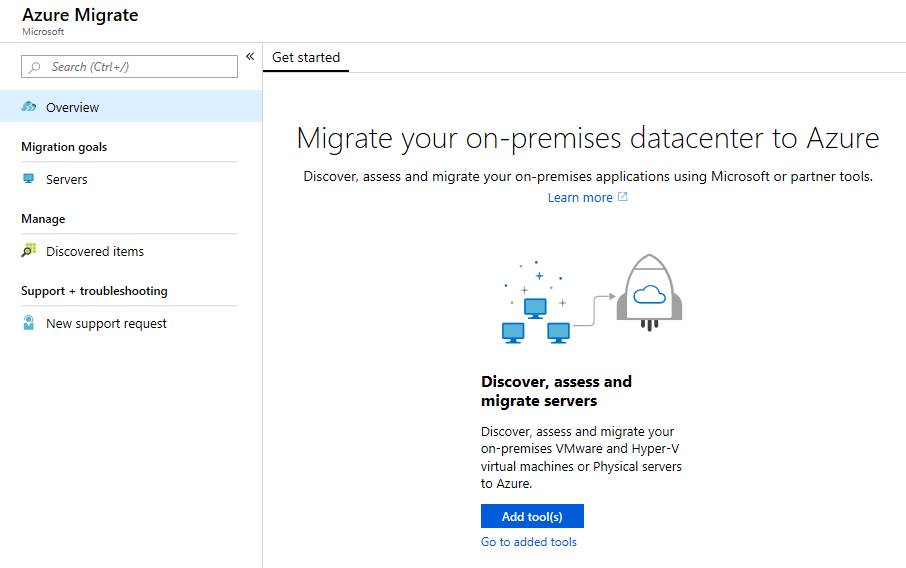 Azure Migrate
Microsoft
Search (Ctrl+/)
«
Overview
Migration goals
Servers
Manage
Discovered items
Support + troubleshooting
New support request
Get started
Migrate your on-premises datacenter to Azure
Discover, assess and migrate your on-premises applications using Microsoft or partner tools.
Learn more
Discover, assess and
migrate servers
Discover, assess and migrate your
on-premises VMware and Hyper-V
virtual machines or Physical servers
to Azure.
Add tool(s)
Go to added tools